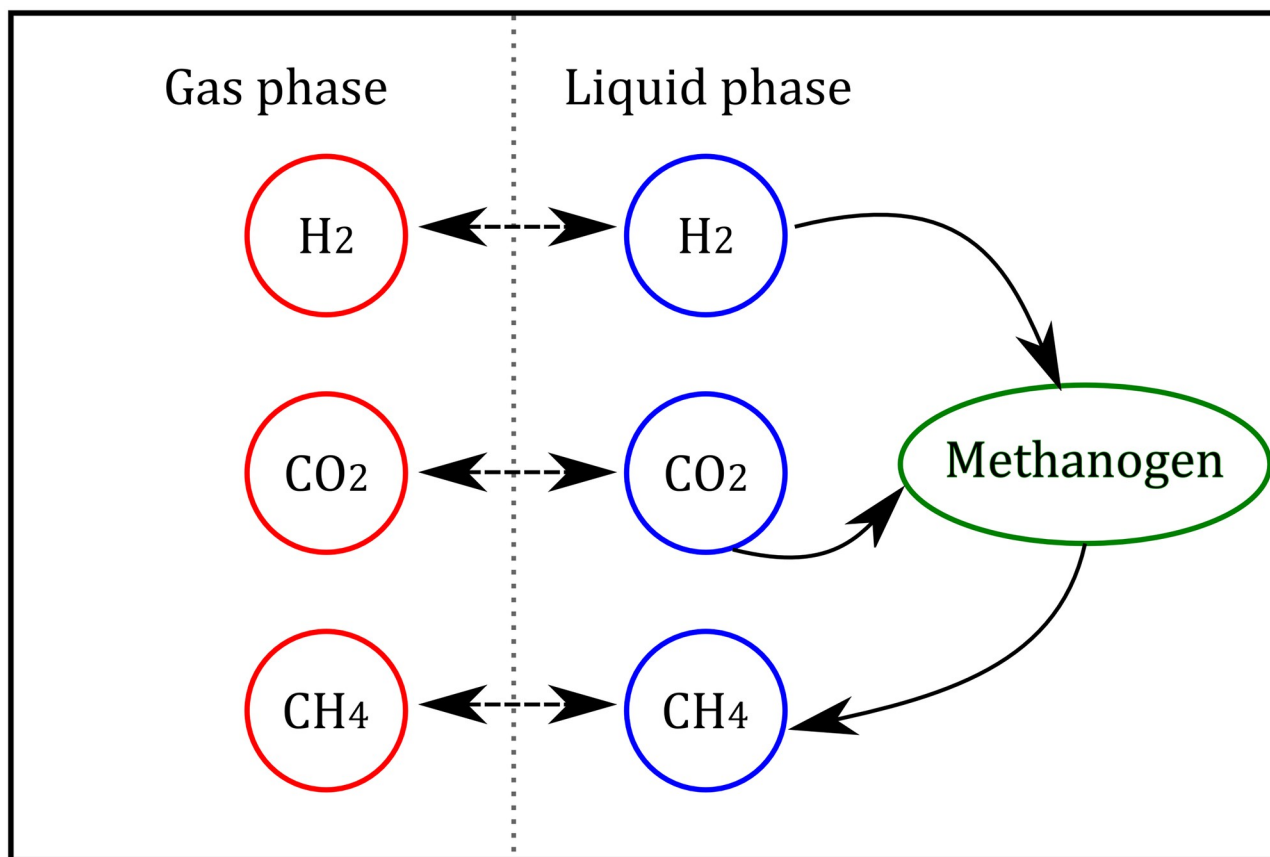 Gas phase
Liquid phase
H2
H2
CO2
CO2
Methanogen
CH4
CH4